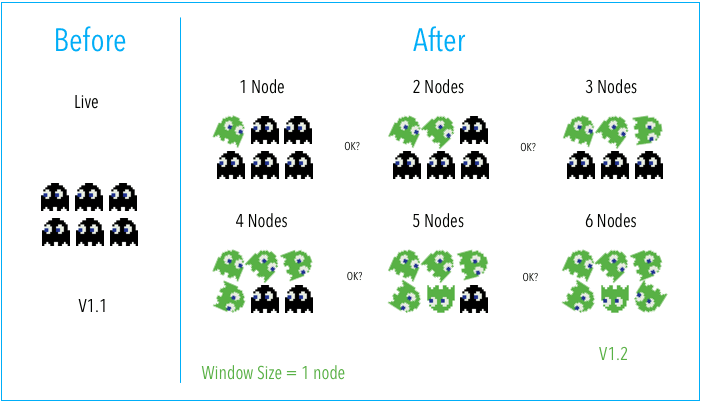 Before
After
Live
1 Node
2 Nodes
3 Nodes
OK?
OK?
4 Nodes
5 Nodes
6 Nodes
OK?
OK?
V1.1
V1.2
Window Size = 1 node